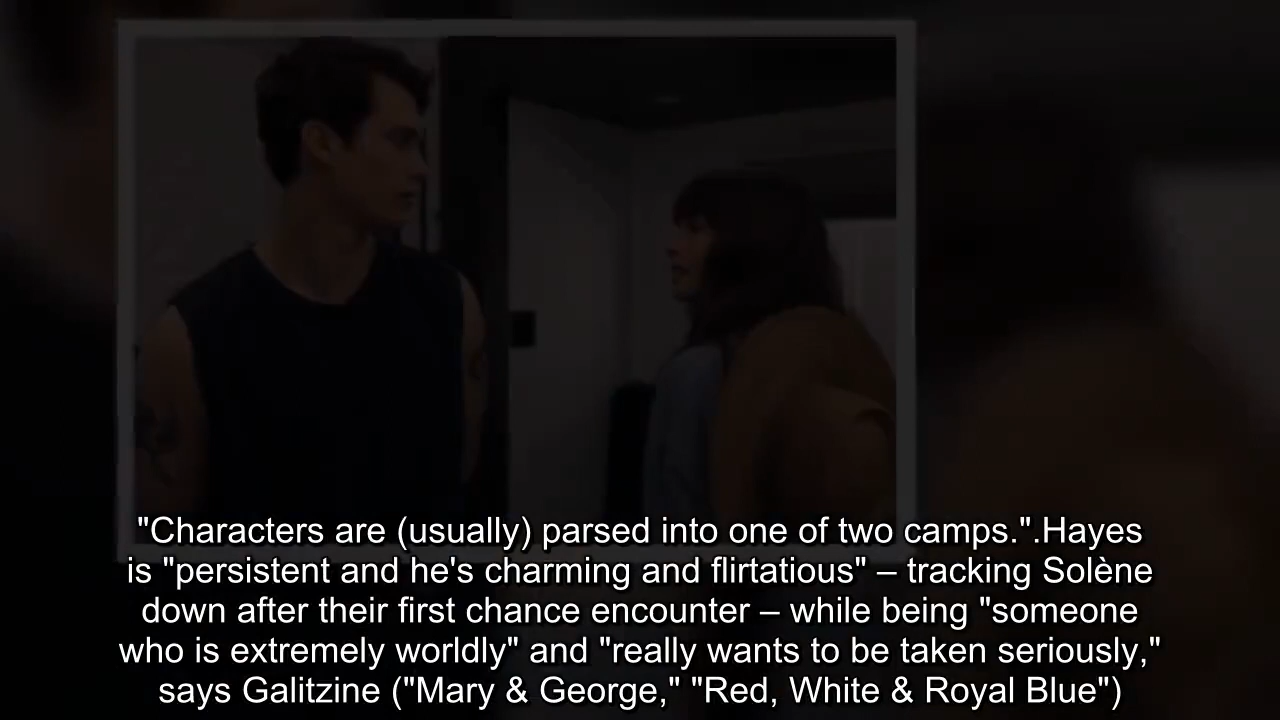 "Characters are (usually) parsed into one of two camps.".Hayes
is "persistent and he's charming and flirtatious" – tracking Solène
down after their first chance encounter – while being "someone
who is extremely worldly" and "really wants to be taken seriously,"
says Galitzine ("Mary & George," "Red, White & Royal Blue")